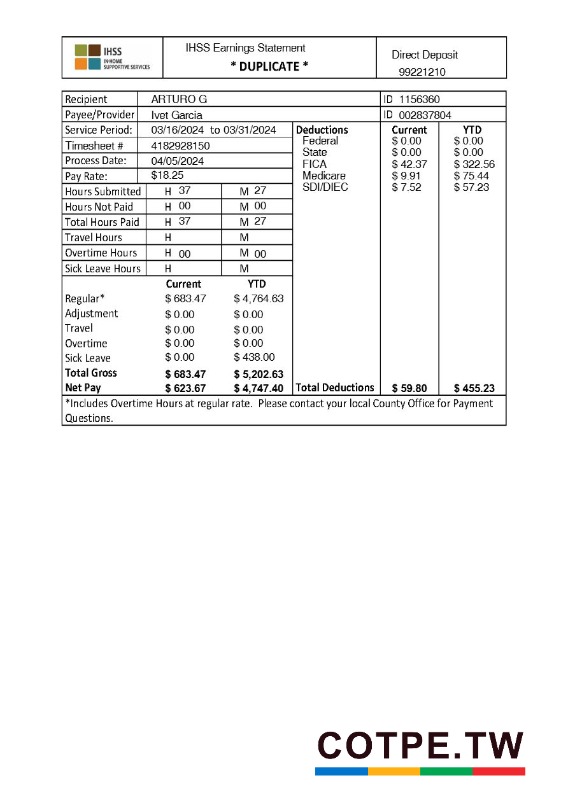 IHSS
IN-HOME
SUPPORTIVE SERVICES
IHSS Earnings Statement
* DUPLICATE *
Direct Deposit
99221210
Recipient ARTURO G ID 1156360
Payee/Provider Ivet Garcia ID 002837804
Service Period: 03/16/2024 to 03/31/2024 Deductions Current YTD
Federal $ 0.00 $ 0.00
Timesheet # 4182928150 State $ 0.00 $ 0.00
Process Date: 04/05/2024 FICA $ 42.37 $ 322.56
Pay Rate: $18.25 Medicare $ 9.91 $ 75.44
Hours Submitted H 37 M 27 SDI/DIEC $ 7.52 $ 57.23
Hours Not Paid H 00 M 00
Total Hours Paid H 37 M 27
Travel Hours H M
Overtime Hours H 00 M 00
Sick Leave Hours H M
Current YTD
Regular* $ 683.47 $ 4,764.63
Adjustment $ 0.00 $ 0.00
Travel $ 0.00 $ 0.00
Overtime $ 0.00 $ 0.00
Sick Leave $ 0.00 $ 438.00
Total Gross $ 683.47 $ 5,202.63
Net Pay $ 623.67 $ 4,747.40 Total Deductions $ 59.80 $ 455.23
*Includes Overtime Hours at regular rate. Please contact your local County Office for Payment
Questions.
COTPE.TW